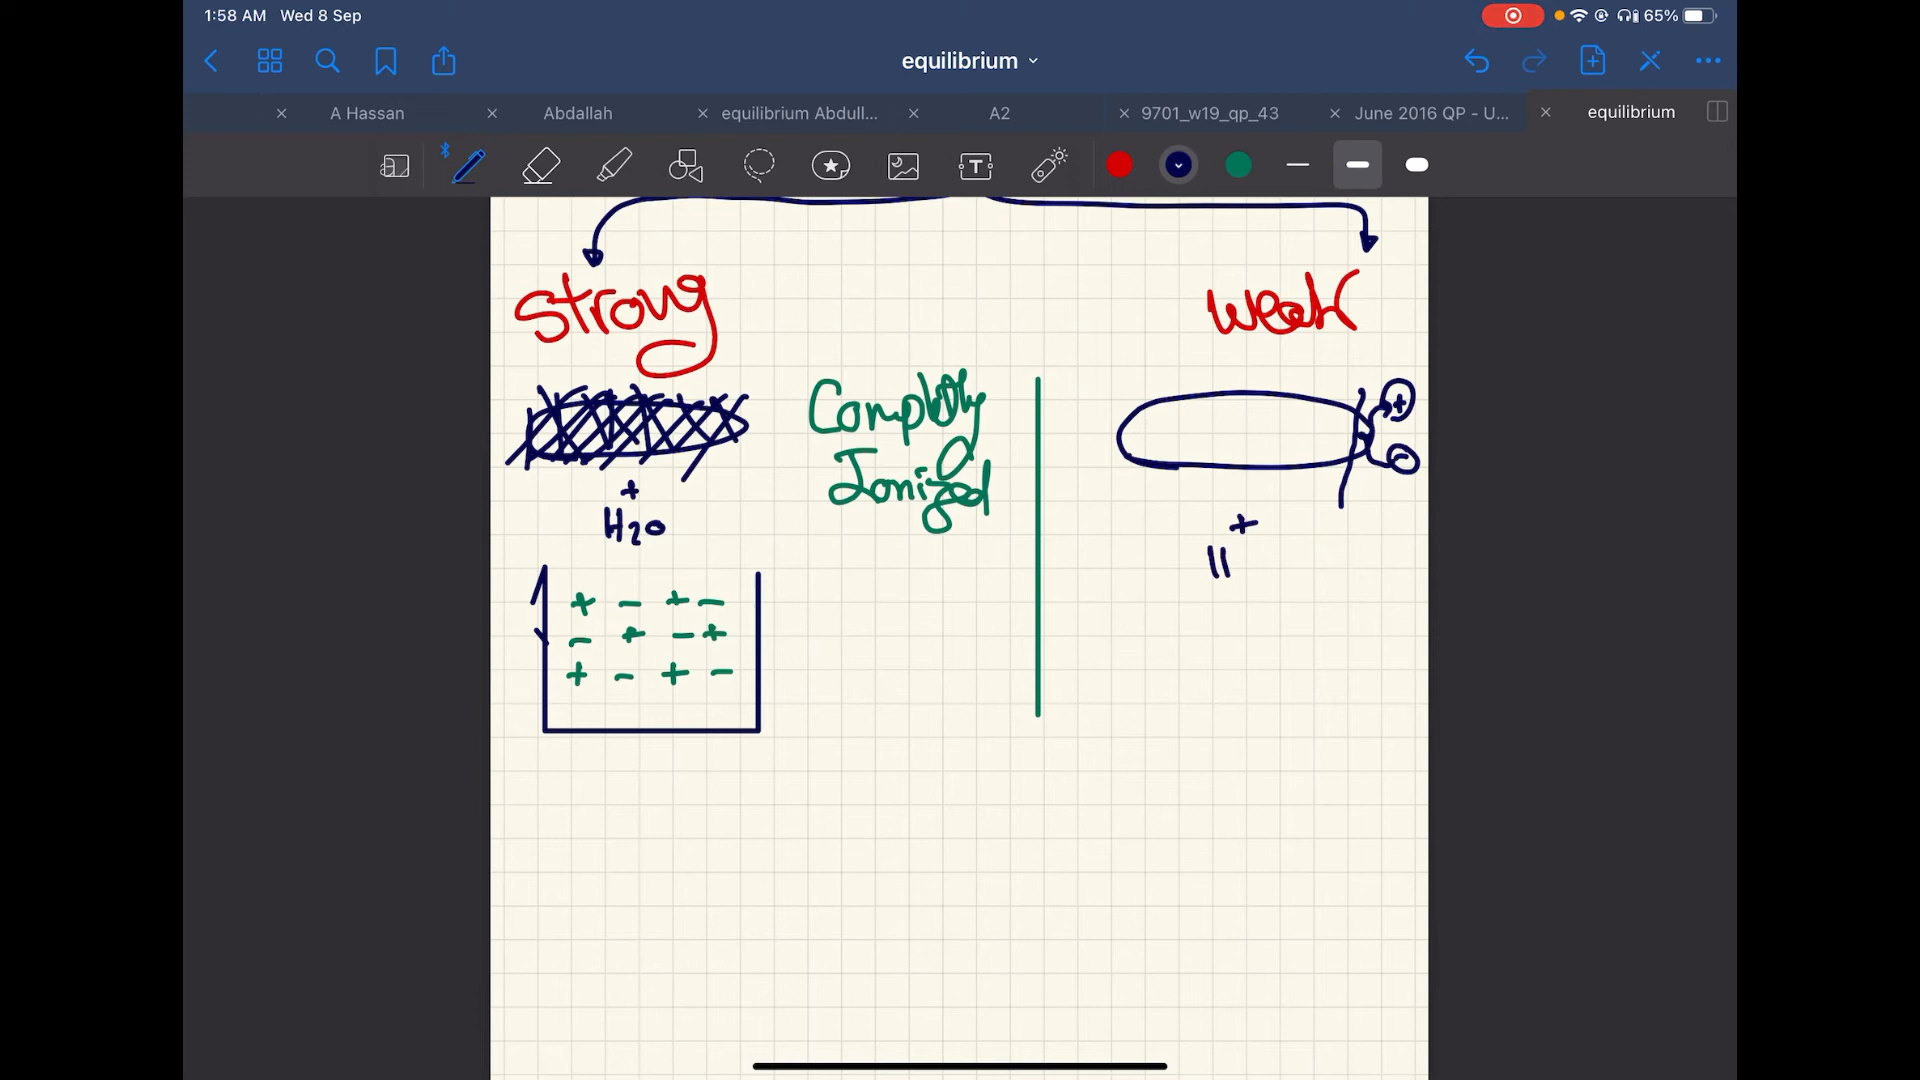 1:58 AM Wed 8 Sep
65%
equilibrium
A Hassan
Abdallah
equilibrium Abdull...
A2
9701_w19_qp_43
June 2016 QP - U...
equilibrium
T
Strong
weak
Completly
Ionized
+
H2O
+
+ - + -
- + - +
+ - + -
+
-